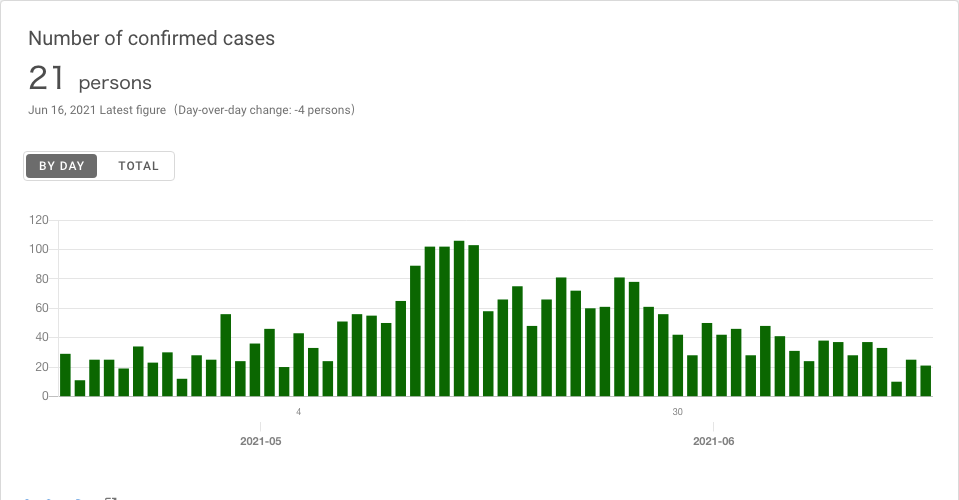 Number of confirmed cases
21 persons
Jun 16, 2021 Latest figure（Day-over-day change: -4 persons）
BY DAY TOTAL
120
100
80
60
40
20
0
4 30
2021-05 2021-06